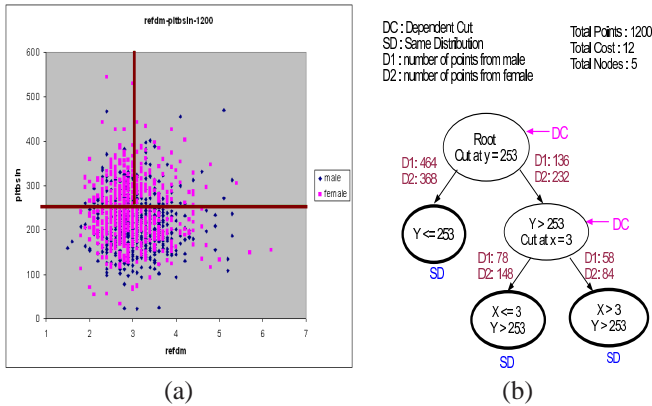 refdm-pltbsln-1200
600
500
400
300
200
100
0
pltbsln
1 2 3 4 5 6 7
refdm
male
female
(a)
DC : Dependent Cut
SD : Same Distribution
D1 : number of points from male
D2 : number of points from female
Total Points : 1200
Total Cost : 12
Total Nodes : 5
Root
Cut at y = 253
DC
D1: 464
D2: 368
D1: 136
D2: 232
Y <= 253
SD
Y > 253
Cut at x = 3
DC
D1: 78
D2: 148
D1: 58
D2: 84
X <= 3
Y > 253
SD
X > 3
Y > 253
SD
(b)